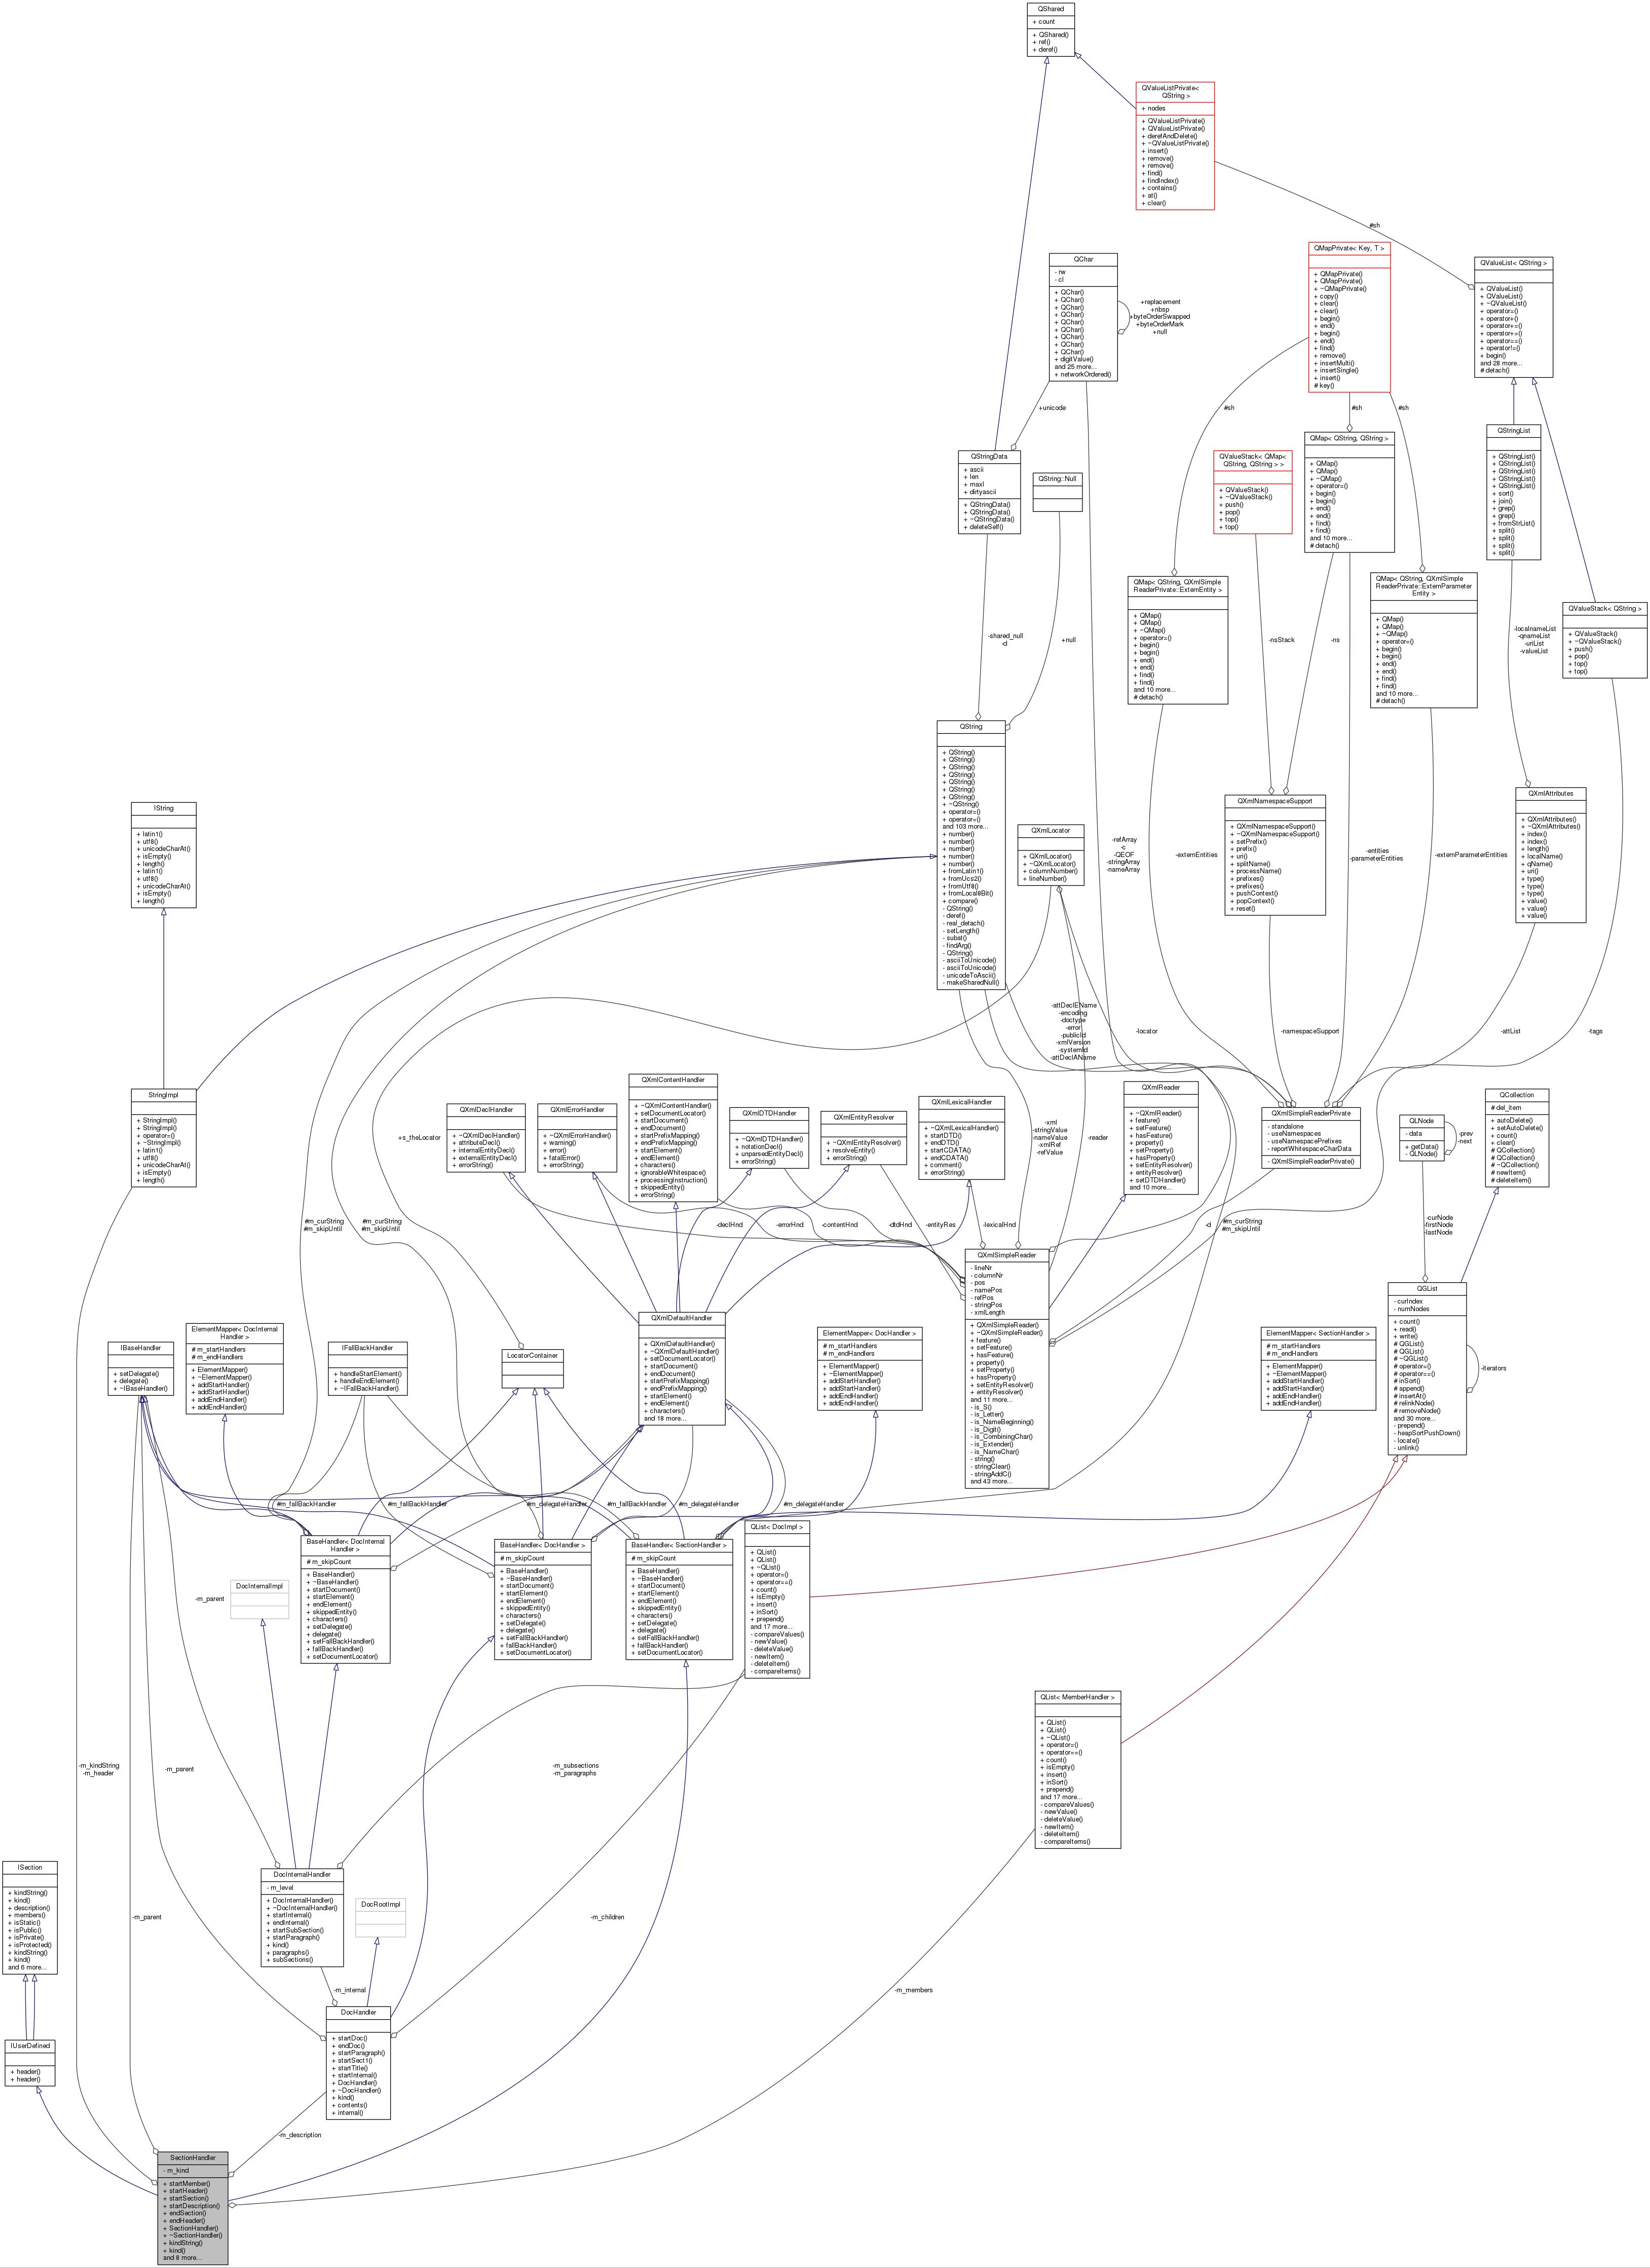 QShared
+ count
+ QShared()
+ ref()
+ deref()
QValueListPrivate<
QString >
+ nodes
+ QValueListPrivate()
+ QValueListPrivate()
+ derefAndDelete()
+ ~QValueListPrivate()
+ insert()
+ remove()
+ remove()
+ find()
+ findIndex()
+ contains()
+ at()
+ clear()
#sh
QChar
- rw
- cl
+ QChar()
+ QChar()
+ QChar()
+ QChar()
+ QChar()
+ QChar()
+ QChar()
+ QChar()
+ QChar()
+ digitValue()
and 25 more...
+ networkOrdered()
+replacement
+nbsp
+byteOrderSwapped
+byteOrderMark
+null
QMapPrivate< Key, T >
+ QMapPrivate()
+ QMapPrivate()
+ ~QMapPrivate()
+ copy()
+ clear()
+ clear()
+ begin()
+ end()
+ begin()
+ end()
+ find()
+ remove()
+ insertMulti()
+ insertSingle()
+ insert()
# key()
QValueList< QString >
+ QValueList()
+ QValueList()
+ ~QValueList()
+ operator=()
+ operator+()
+ operator+=()
+ operator+=()
+ operator==()
+ operator!=()
+ begin()
and 28 more...
# detach()
+unicode
#sh
#sh
#sh
QStringData
+ ascii
+ len
+ maxl
+ dirtyascii
+ QStringData()
+ QStringData()
+ ~QStringData()
+ deleteSelf()
QString::Null
QValueStack< QMap<
QString, QString > >
+ QValueStack()
+ ~QValueStack()
+ push()
+ pop()
+ top()
+ top()
QMap< QString, QString >
+ QMap()
+ QMap()
+ ~QMap()
+ operator=()
+ begin()
+ begin()
+ end()
+ end()
+ find()
+ find()
and 10 more...
# detach()
QStringList
+ QStringList()
+ QStringList()
+ QStringList()
+ QStringList()
+ QStringList()
+ sort()
+ join()
+ grep()
+ grep()
+ fromStrList()
+ split()
+ split()
+ split()
+ split()
QMap< QString, QXmlSimple
ReaderPrivate::ExternEntity >
+ QMap()
+ QMap()
+ ~QMap()
+ operator=()
+ begin()
+ begin()
+ end()
+ end()
+ find()
+ find()
and 10 more...
# detach()
QMap< QString, QXmlSimple
ReaderPrivate::ExternParameter
Entity >
+ QMap()
+ QMap()
+ ~QMap()
+ operator=()
+ begin()
+ begin()
+ end()
+ end()
+ find()
+ find()
and 10 more...
# detach()
QValueStack< QString >
+ QValueStack()
+ ~QValueStack()
+ push()
+ pop()
+ top()
+ top()
-shared_null
-d
+null
-nsStack
-ns
-localnameList
-qnameList
-uriList
-valueList
QString
+ QString()
+ QString()
+ QString()
+ QString()
+ QString()
+ QString()
+ QString()
+ ~QString()
+ operator=()
+ operator=()
and 103 more...
+ number()
+ number()
+ number()
+ number()
+ number()
+ fromLatin1()
+ fromUcs2()
+ fromUtf8()
+ fromLocal8Bit()
+ compare()
- QString()
- deref()
- real_detach()
- setLength()
- subat()
- findArg()
- QString()
- asciiToUnicode()
- asciiToUnicode()
- unicodeToAscii()
- makeSharedNull()
IString
+ latin1()
+ utf8()
+ unicodeCharAt()
+ isEmpty()
+ length()
+ latin1()
+ utf8()
+ unicodeCharAt()
+ isEmpty()
+ length()
QXmlLocator
+ QXmlLocator()
+ ~QXmlLocator()
+ columnNumber()
+ lineNumber()
-refArray
-c
-QEOF
-stringArray
-nameArray
-externEntities
QXmlNamespaceSupport
+ QXmlNamespaceSupport()
+ ~QXmlNamespaceSupport()
+ setPrefix()
+ prefix()
+ uri()
+ splitName()
+ processName()
+ prefixes()
+ prefixes()
+ pushContext()
+ popContext()
+ reset()
-entities
-parameterEntities
-externParameterEntities
QXmlAttributes
+ QXmlAttributes()
+ ~QXmlAttributes()
+ index()
+ index()
+ length()
+ localName()
+ qName()
+ uri()
+ type()
+ type()
+ type()
+ value()
+ value()
+ value()
-attDeclEName
-encoding
-doctype
-error
-publicId
-xmlVersion
-systemId
-attDeclAName
-locator
-namespaceSupport
-attList
-tags
StringImpl
+ StringImpl()
+ StringImpl()
+ operator=()
+ ~StringImpl()
+ latin1()
+ utf8()
+ unicodeCharAt()
+ isEmpty()
+ length()
+s_theLocator
QXmlDeclHandler
+ ~QXmlDeclHandler()
+ attributeDecl()
+ internalEntityDecl()
+ externalEntityDecl()
+ errorString()
QXmlErrorHandler
+ ~QXmlErrorHandler()
+ warning()
+ error()
+ fatalError()
+ errorString()
QXmlContentHandler
+ ~QXmlContentHandler()
+ setDocumentLocator()
+ startDocument()
+ endDocument()
+ startPrefixMapping()
+ endPrefixMapping()
+ startElement()
+ endElement()
+ characters()
+ ignorableWhitespace()
+ processingInstruction()
+ skippedEntity()
+ errorString()
QXmlDTDHandler
+ ~QXmlDTDHandler()
+ notationDecl()
+ unparsedEntityDecl()
+ errorString()
QXmlEntityResolver
+ ~QXmlEntityResolver()
+ resolveEntity()
+ errorString()
QXmlLexicalHandler
+ ~QXmlLexicalHandler()
+ startDTD()
+ endDTD()
+ startCDATA()
+ endCDATA()
+ comment()
+ errorString()
-xml
-stringValue
-nameValue
-xmlRef
-refValue
-reader
QXmlReader
+ ~QXmlReader()
+ feature()
+ setFeature()
+ hasFeature()
+ property()
+ setProperty()
+ hasProperty()
+ setEntityResolver()
+ entityResolver()
+ setDTDHandler()
and 10 more...
QXmlSimpleReaderPrivate
- standalone
- useNamespaces
- useNamespacePrefixes
- reportWhitespaceCharData
- QXmlSimpleReaderPrivate()
QLNode
- data
+ getData()
- QLNode()
-prev
-next
QCollection
# del_item
+ autoDelete()
+ setAutoDelete()
+ count()
+ clear()
# QCollection()
# QCollection()
# ~QCollection()
# newItem()
# deleteItem()
#m_curString
#m_skipUntil
#m_curString
#m_skipUntil
-declHnd
-errorHnd
-contentHnd
-dtdHnd
-entityRes
-lexicalHnd
-d
#m_curString
#m_skipUntil
-curNode
-firstNode
-lastNode
QXmlSimpleReader
- lineNr
- columnNr
- pos
- namePos
- refPos
- stringPos
- xmlLength
+ QXmlSimpleReader()
+ ~QXmlSimpleReader()
+ feature()
+ setFeature()
+ hasFeature()
+ property()
+ setProperty()
+ hasProperty()
+ setEntityResolver()
+ entityResolver()
and 11 more...
- is_S()
- is_Letter()
- is_NameBeginning()
- is_Digit()
- is_CombiningChar()
- is_Extender()
- is_NameChar()
- string()
- stringClear()
- stringAddC()
and 43 more...
QGList
- curIndex
- numNodes
+ count()
+ read()
+ write()
# QGList()
# QGList()
# ~QGList()
# operator=()
# operator==()
# inSort()
# append()
# insertAt()
# relinkNode()
# removeNode()
and 30 more...
- prepend()
- heapSortPushDown()
- locate()
- unlink()
-iterators
IBaseHandler
+ setDelegate()
+ delegate()
+ ~IBaseHandler()
ElementMapper< DocInternal
Handler >
# m_startHandlers
# m_endHandlers
+ ElementMapper()
+ ~ElementMapper()
+ addStartHandler()
+ addStartHandler()
+ addEndHandler()
+ addEndHandler()
IFallBackHandler
+ handleStartElement()
+ handleEndElement()
+ ~IFallBackHandler()
LocatorContainer
QXmlDefaultHandler
+ QXmlDefaultHandler()
+ ~QXmlDefaultHandler()
+ setDocumentLocator()
+ startDocument()
+ endDocument()
+ startPrefixMapping()
+ endPrefixMapping()
+ startElement()
+ endElement()
+ characters()
and 18 more...
ElementMapper< DocHandler >
# m_startHandlers
# m_endHandlers
+ ElementMapper()
+ ~ElementMapper()
+ addStartHandler()
+ addStartHandler()
+ addEndHandler()
+ addEndHandler()
ElementMapper< SectionHandler >
# m_startHandlers
# m_endHandlers
+ ElementMapper()
+ ~ElementMapper()
+ addStartHandler()
+ addStartHandler()
+ addEndHandler()
+ addEndHandler()
#m_fallBackHandler
#m_fallBackHandler
#m_delegateHandler
#m_fallBackHandler
#m_delegateHandler
#m_delegateHandler
BaseHandler< DocInternal
Handler >
# m_skipCount
+ BaseHandler()
+ ~BaseHandler()
+ startDocument()
+ startElement()
+ endElement()
+ skippedEntity()
+ characters()
+ setDelegate()
+ delegate()
+ setFallBackHandler()
+ fallBackHandler()
+ setDocumentLocator()
BaseHandler< DocHandler >
# m_skipCount
+ BaseHandler()
+ ~BaseHandler()
+ startDocument()
+ startElement()
+ endElement()
+ skippedEntity()
+ characters()
+ setDelegate()
+ delegate()
+ setFallBackHandler()
+ fallBackHandler()
+ setDocumentLocator()
BaseHandler< SectionHandler >
# m_skipCount
+ BaseHandler()
+ ~BaseHandler()
+ startDocument()
+ startElement()
+ endElement()
+ skippedEntity()
+ characters()
+ setDelegate()
+ delegate()
+ setFallBackHandler()
+ fallBackHandler()
+ setDocumentLocator()
QList< DocImpl >
+ QList()
+ QList()
+ ~QList()
+ operator=()
+ operator==()
+ count()
+ isEmpty()
+ insert()
+ inSort()
+ prepend()
and 17 more...
- compareValues()
- newValue()
- deleteValue()
- newItem()
- deleteItem()
- compareItems()
DocInternalImpl
-m_parent
QList< MemberHandler >
+ QList()
+ QList()
+ ~QList()
+ operator=()
+ operator==()
+ count()
+ isEmpty()
+ insert()
+ inSort()
+ prepend()
and 17 more...
- compareValues()
- newValue()
- deleteValue()
- newItem()
- deleteItem()
- compareItems()
-m_kindString
-m_header
-m_parent
-m_subsections
-m_paragraphs
ISection
+ kindString()
+ kind()
+ description()
+ members()
+ isStatic()
+ isPublic()
+ isPrivate()
+ isProtected()
+ kindString()
+ kind()
and 6 more...
-m_parent
DocInternalHandler
- m_level
+ DocInternalHandler()
+ ~DocInternalHandler()
+ startInternal()
+ endInternal()
+ startSubSection()
+ startParagraph()
+ kind()
+ paragraphs()
+ subSections()
DocRootImpl
-m_children
-m_internal
-m_members
DocHandler
+ startDoc()
+ endDoc()
+ startParagraph()
+ startSect1()
+ startTitle()
+ startInternal()
+ DocHandler()
+ ~DocHandler()
+ kind()
+ contents()
+ internal()
IUserDefined
+ header()
+ header()
-m_description
SectionHandler
- m_kind
+ startMember()
+ startHeader()
+ startSection()
+ startDescription()
+ endSection()
+ endHeader()
+ SectionHandler()
+ ~SectionHandler()
+ kindString()
+ kind()
and 8 more...